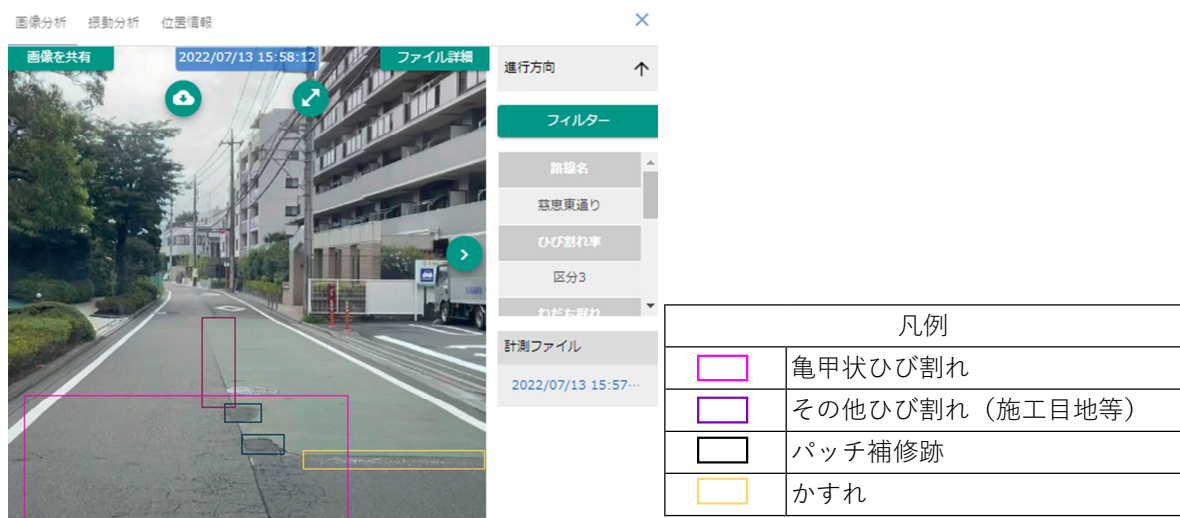 画像分析 振動分析 位置情報
画像を共有
2022/07/13 15:58:12
ファイル詳細
進行方向
フィルター
路線名
慈恵東通り
ひび割れ率
区分3
わだち掘れ
計測ファイル
2022/07/13 15:57…
凡例
亀甲状ひび割れ
その他ひび割れ（施工目地等）
パッチ補修跡
かすれ